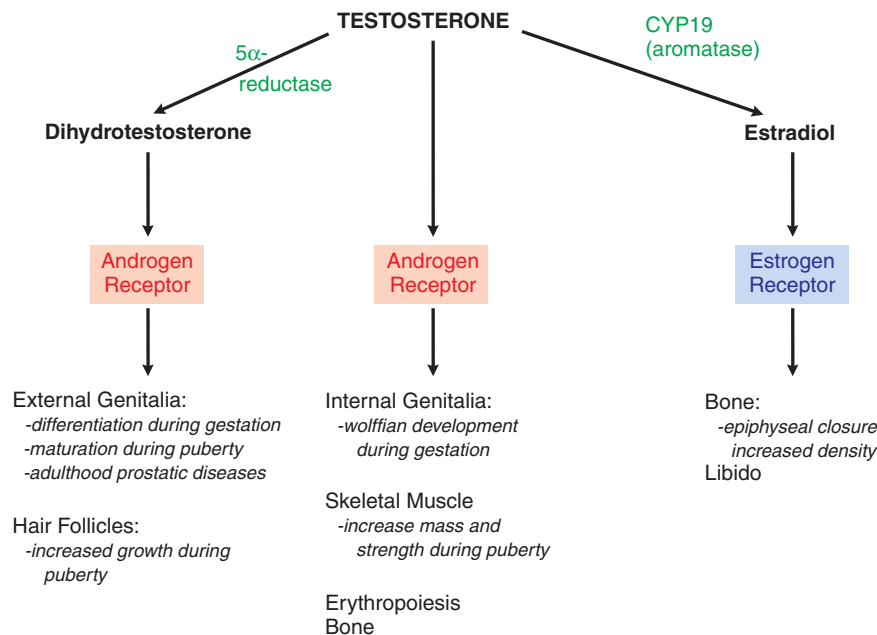 TESTOSTERONE
5α-
reductase
CYP19
(aromatase)
Dihydrotestosterone
Estradiol
Androgen
Receptor
Androgen
Receptor
Estrogen
Receptor
External Genitalia:
-differentiation during gestation
-maturation during puberty
-adulthood prostatic diseases
Hair Follicles:
-increased growth during
puberty
Internal Genitalia:
-wolffian development
during gestation
Skeletal Muscle
-increase mass and
strength during puberty
Erythropoiesis
Bone
Bone:
-epiphyseal closure
increased density
Libido